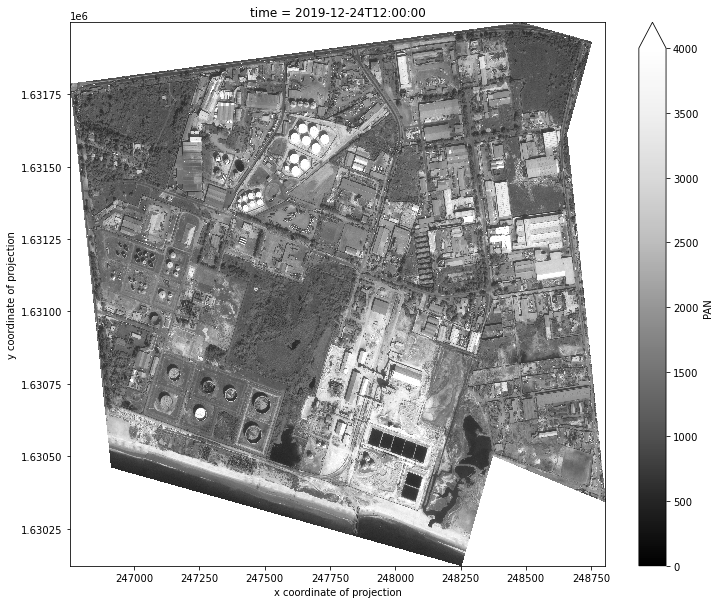 time = 2019-12-24T12:00:00
1e6
1.63175
1.63150
1.63125
1.63100
1.63075
1.63050
1.63025
y coordinate of projection
247000 247250 247500 247750 248000 248250 248500 248750
x coordinate of projection
4000
3500
3000
2500
2000
1500
1000
500
0
PAN